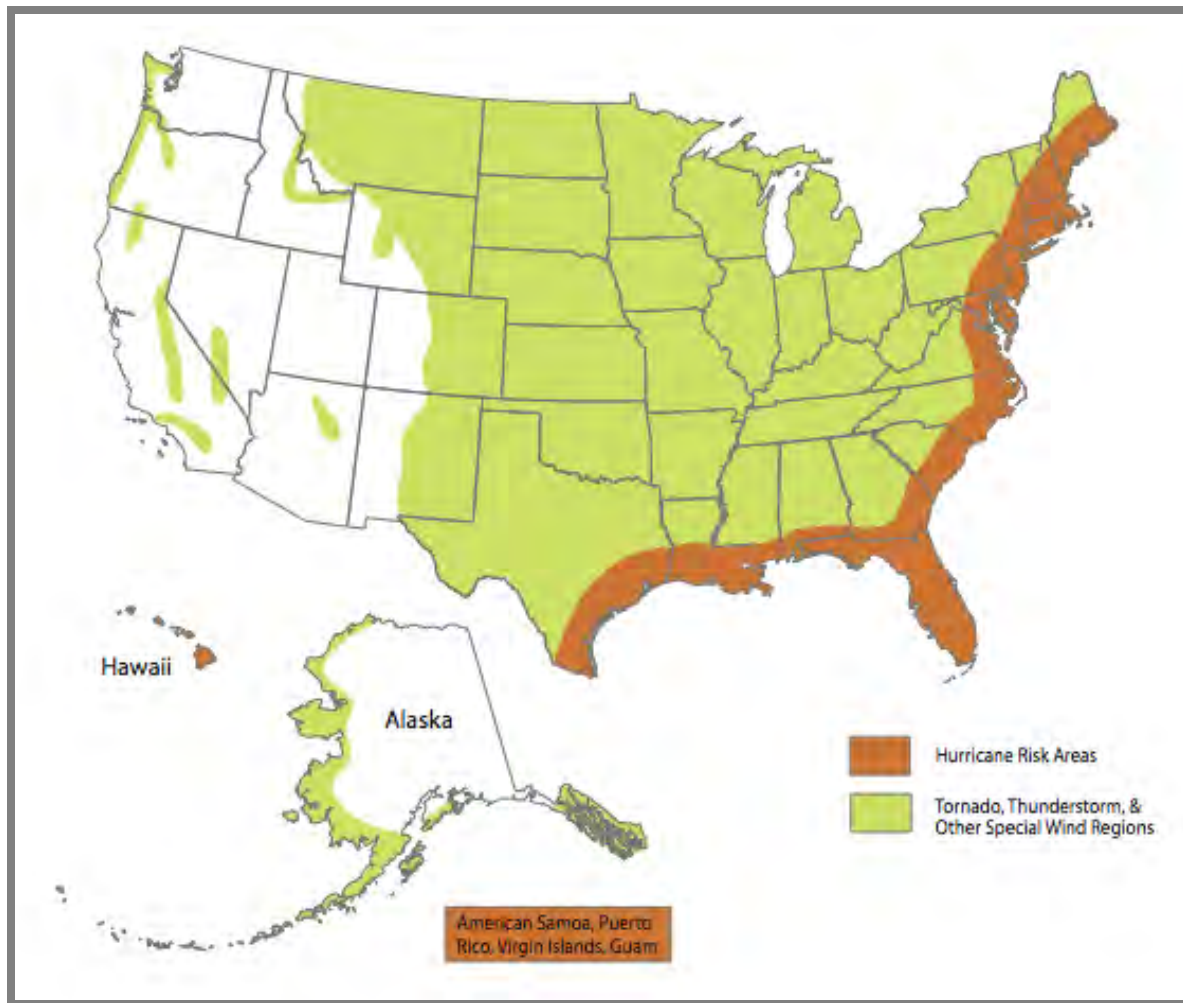 Hawaii
Alaska
Hurricane Risk Areas
Tornado, Thunderstorm, &
Other Special Wind Regions
American Samoa, Puerto
Rico, Virgin Islands, Guam